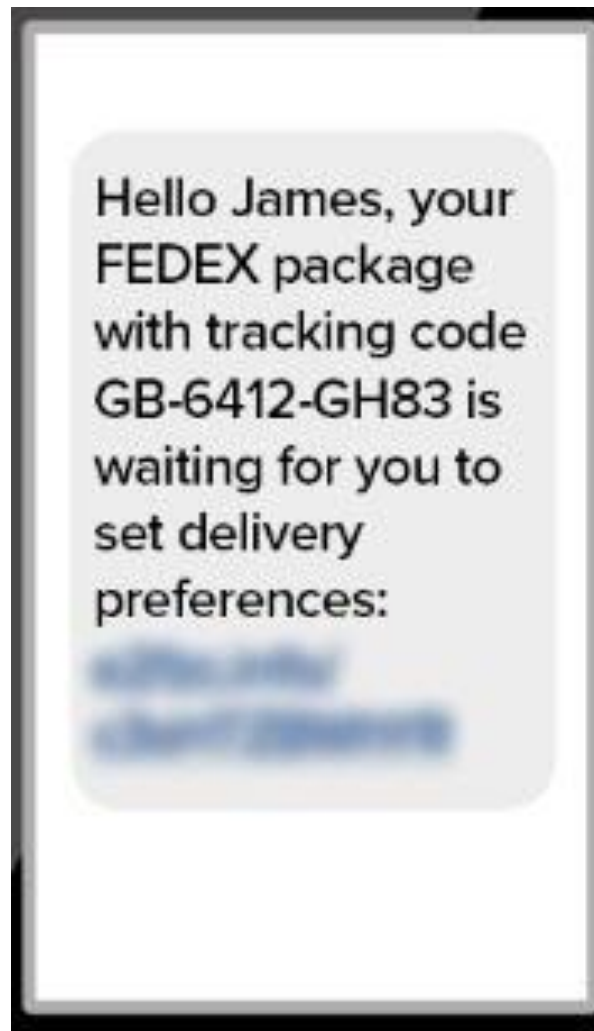 Hello James, your
FEDEX package
with tracking code
GB-6412-GH83 is
waiting for you to
set delivery
preferences: